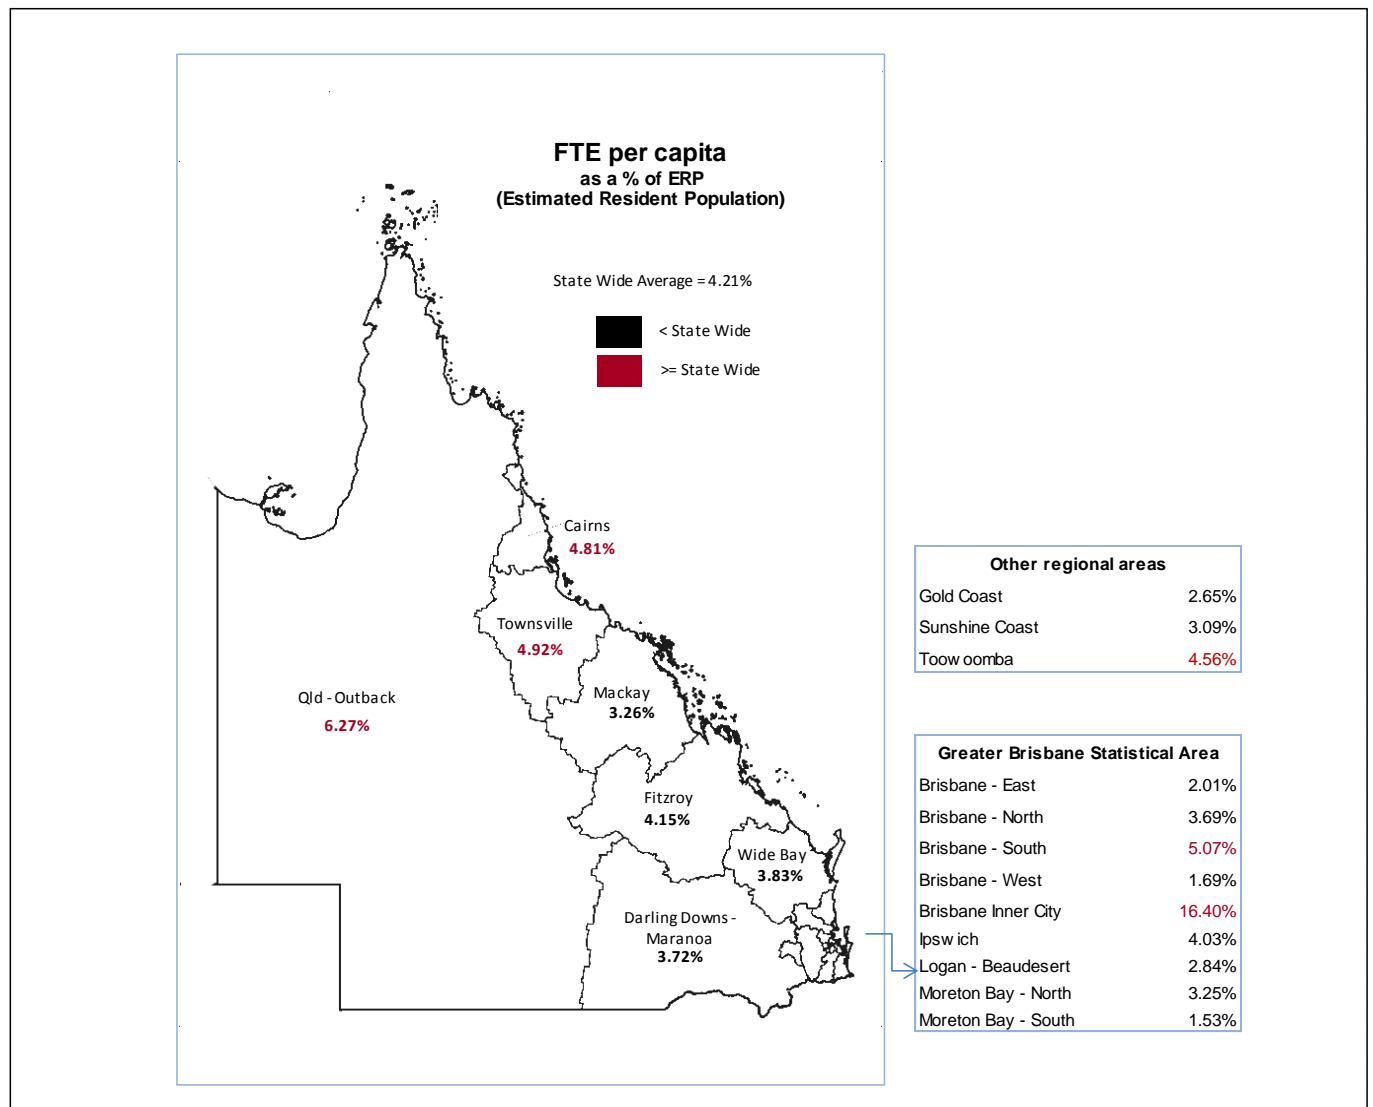 FTE per capita
as a % of ERP
(Estimated Resident Population)
State Wide Average = 4.21%
< State Wide
>= State Wide
Cairns
4.81%
Townsville
4.92%
Qld - Outback
6.27%
Mackay
3.26%
Fitzroy
4.15%
Wide Bay
3.83%
Darling Downs -
Maranoa
3.72%
Other regional areas
Gold Coast 2.65%
Sunshine Coast 3.09%
Toowoomba 4.56%
Greater Brisbane Statistical Area
Brisbane - East 2.01%
Brisbane - North 3.69%
Brisbane - South 5.07%
Brisbane - West 1.69%
Brisbane Inner City 16.40%
Ipswich 4.03%
Logan - Beaudesert 2.84%
Moreton Bay - North 3.25%
Moreton Bay - South 1.53%